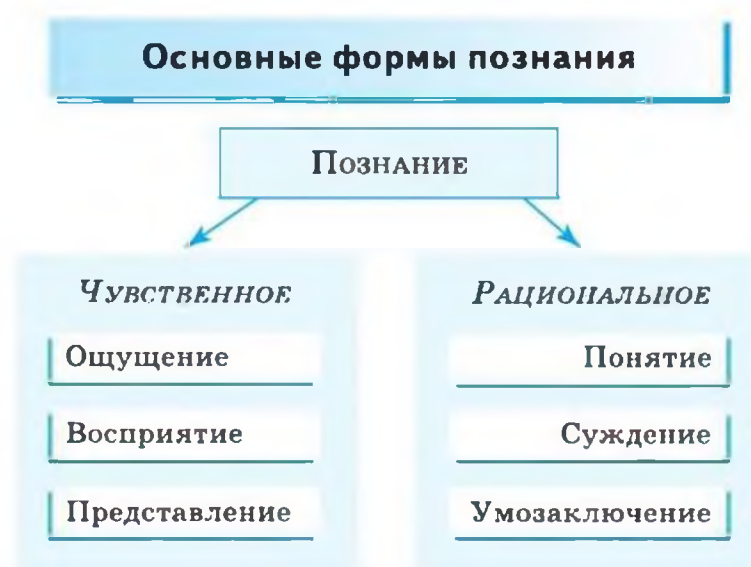 Основные формы познания
Познание
Чувственное
Ощущение
Восприятие
Представление
Рациональное
Понятие
Суждение
Умозаключение